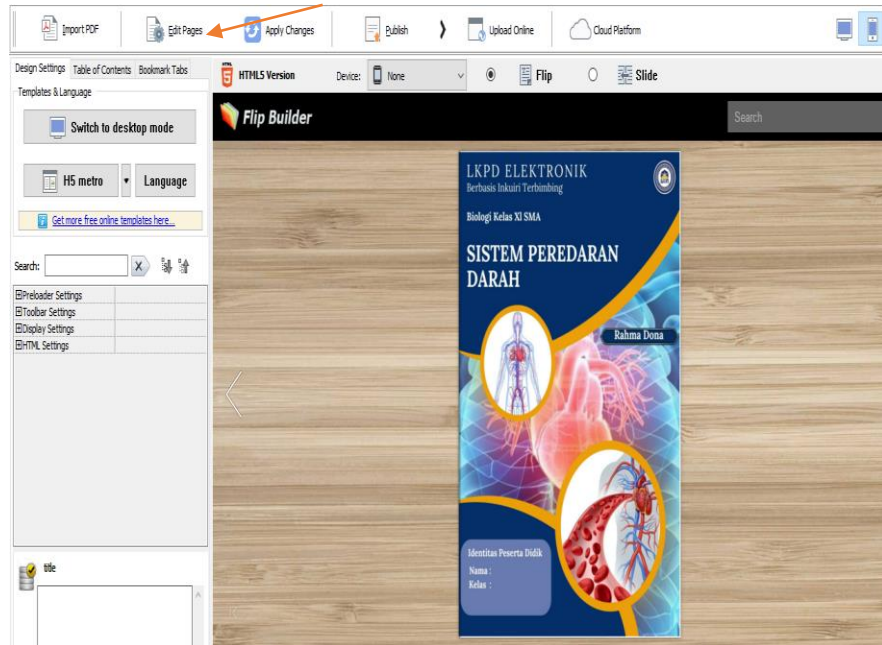 Import PDF
Edit Pages
Apply Changes
Publish
Upload Online
Cloud Platform
Design Settings
Table of Contents
Bookmark Tabs
Templates & Language
Switch to desktop mode
H5 metro
Language
Get more free online templates here...
Search:
X
Preloader Settings
Toolbar Settings
Display Settings
HTML Settings
title
HTML5 Version
Device:
None
Flip
Slide
Flip Builder
Search
LKPD ELEKTRONIK
Berbasis Inkuiri Terbimbing
Biologi Kelas XI SMA
SISTEM PEREDARAN
DARAH
Rahma Dona
Identitas Peserta Didik
Nama :
Kelas :